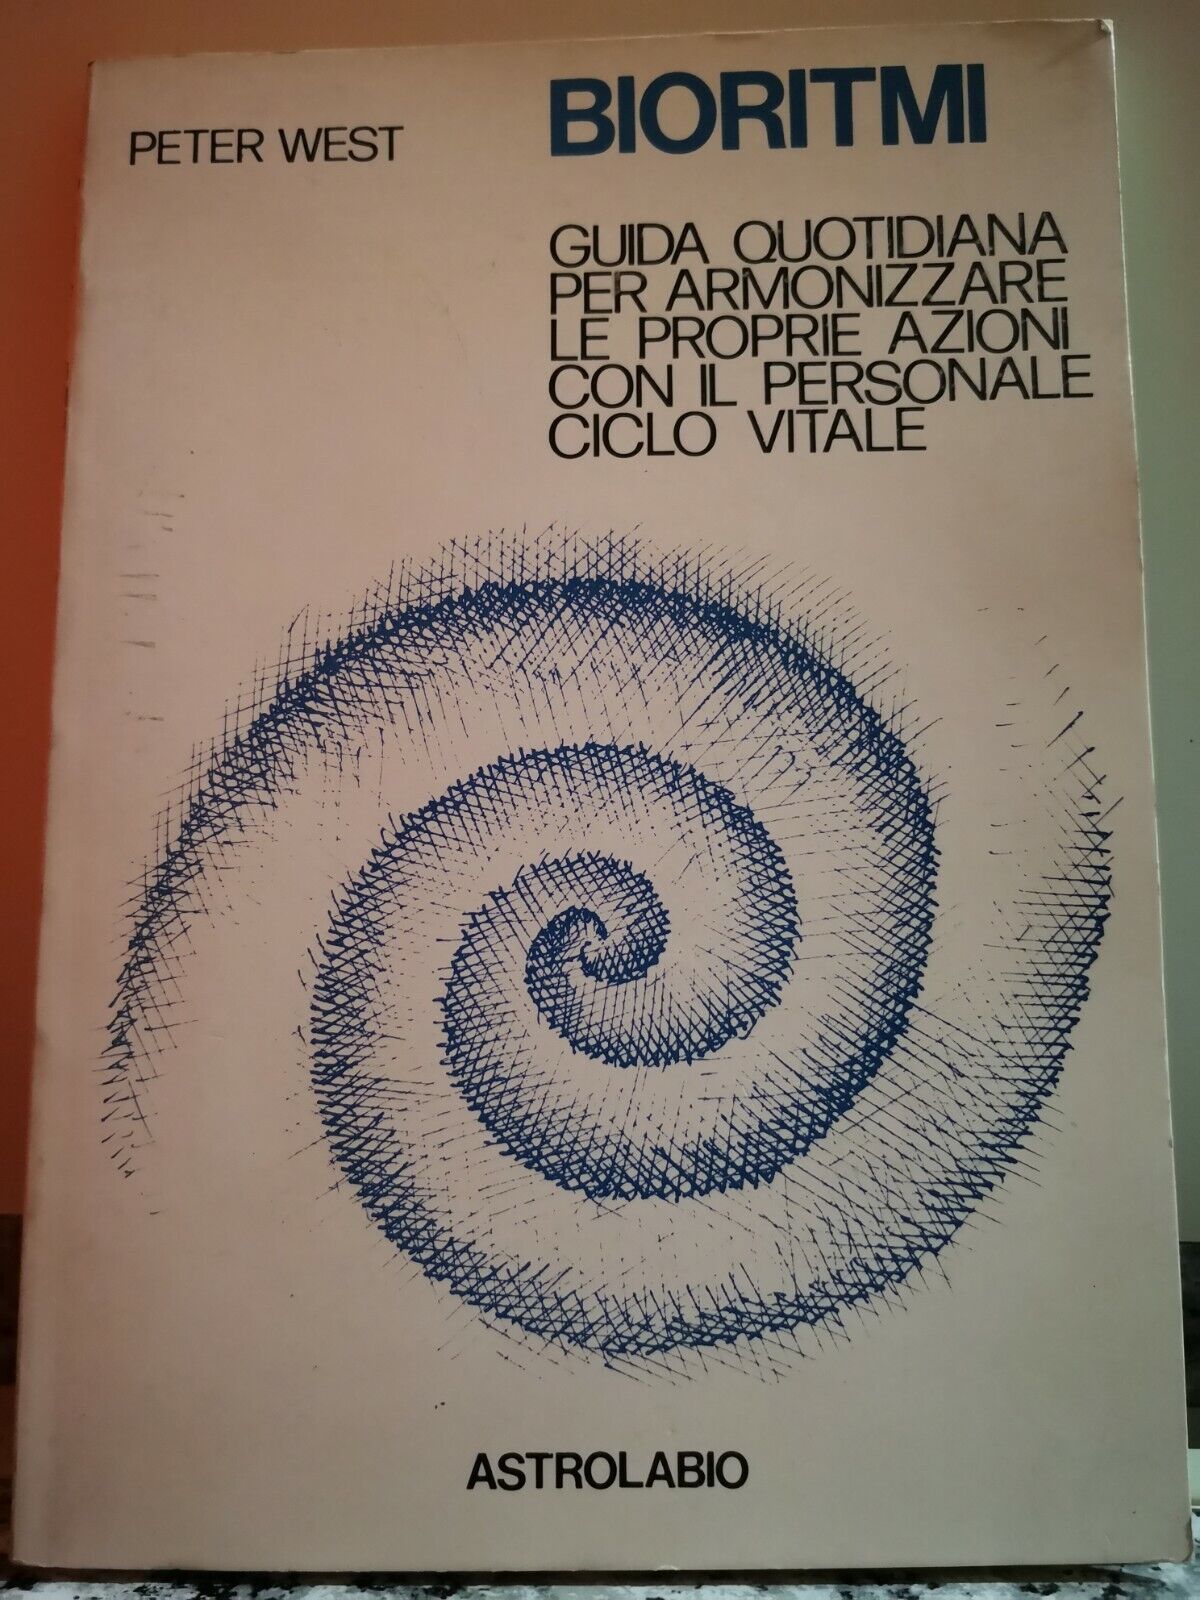 PETER WEST
BIORITMI
GUIDA QUOTIDIANA
PER ARMONIZZARE
LE PROPRIE AZIONI
CON IL PERSONALE
CICLO VITALE
ASTROLABIO